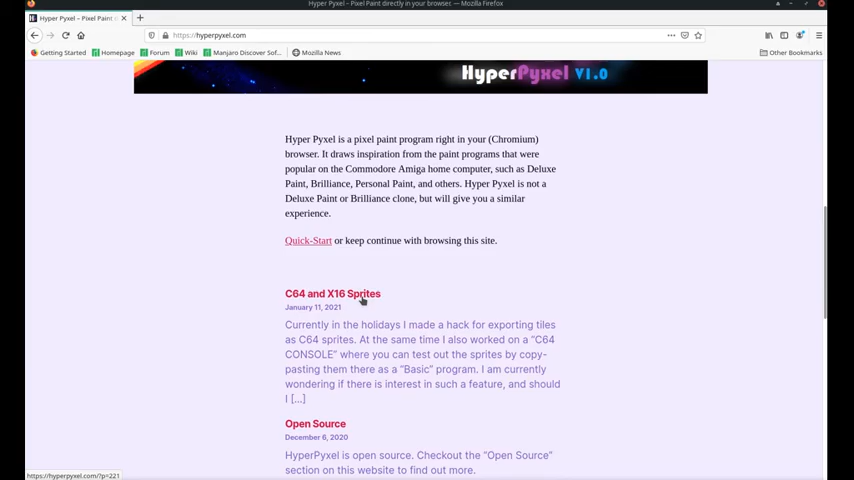 Hyper Pyxel – Pixel Paint directly in your browser. — Mozilla Firefox
Hyper Pyxel – Pixel Paint
https://hyperpyxel.com
Getting Started Homepage Forum Wiki Manjaro Discover Sof... Mozilla News Other Bookmarks
HyperPyxel V1.0
Hyper Pyxel is a pixel paint program right in your (Chromium)
browser. It draws inspiration from the paint programs that were
popular on the Commodore Amiga home computer, such as Deluxe
Paint, Brilliance, Personal Paint, and others. Hyper Pyxel is not a
Deluxe Paint or Brilliance clone, but will give you a similar
experience.
Quick-Start or keep continue with browsing this site.
C64 and X16 Sprites
January 11, 2021
Currently in the holidays I made a hack for exporting tiles
as C64 sprites. At the same time I also worked on a “C64
CONSOLE” where you can test out the sprites by copy-
pasting them there as a “Basic” program. I am currently
wondering if there is interest in such a feature, and should
I […]
Open Source
December 6, 2020
HyperPyxel is open source. Checkout the “Open Source”
section on this website to find out more.
https://hyperpyxel.com/?p=221